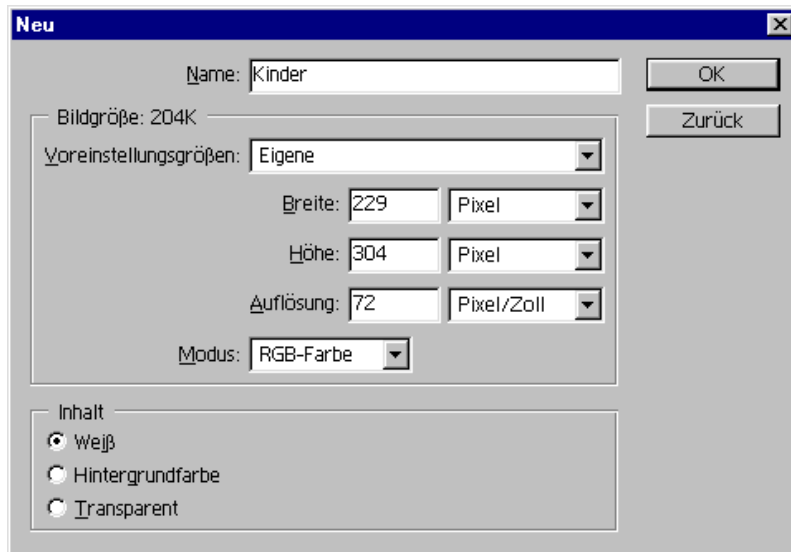 Neu
Name: Kinder
OK
Bildgröße: 204K
Zurück
Voreinstellungsgrößen: Eigene
Breite: 229 Pixel
Höhe: 304 Pixel
Auflösung: 72 Pixel/Zoll
Modus: RGB-Farbe
Inhalt
Weiß
Hintergrundfarbe
Transparent